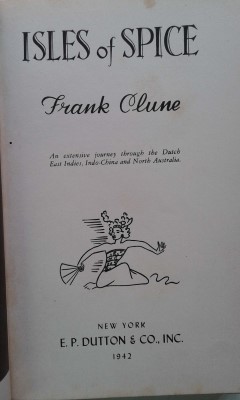 ISLES of SPICE
Frank Clune
An extensive journey through the Dutch
East Indies, Indo-China and North Australia.
NEW YORK
E. P. DUTTON & CO., INC.
1942